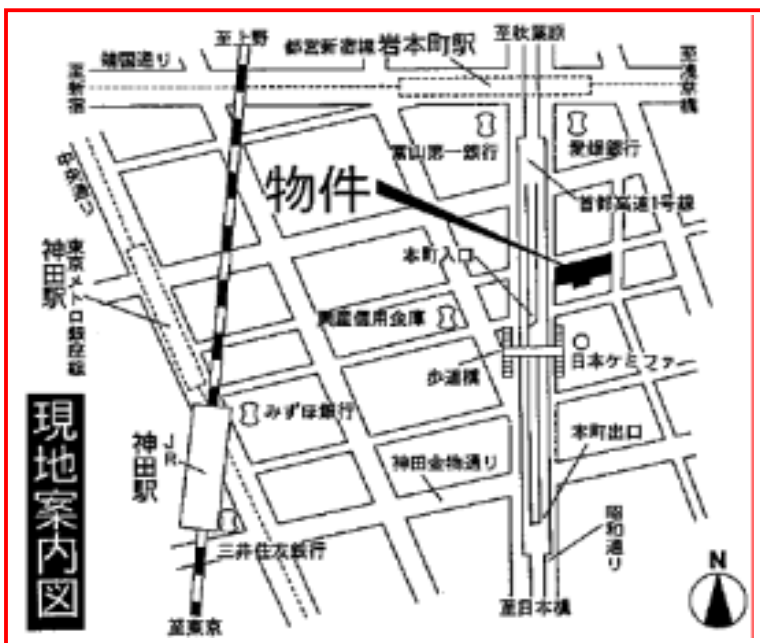 至上野
都営新宿線岩本町駅
至秋葉原
至浅草橋
靖国通り
至新宿
中央通り
富山第一銀行
愛媛銀行
物件
首都高速1号線
東京メトロ銀座線
神田駅
本町入口
興産信用金庫
歩道橋
日本ケミファ
みずほ銀行
本町出口
現地案内図
JR
神田駅
神田金物通り
三井住友銀行
昭和通り
至東京
至日本橋
N